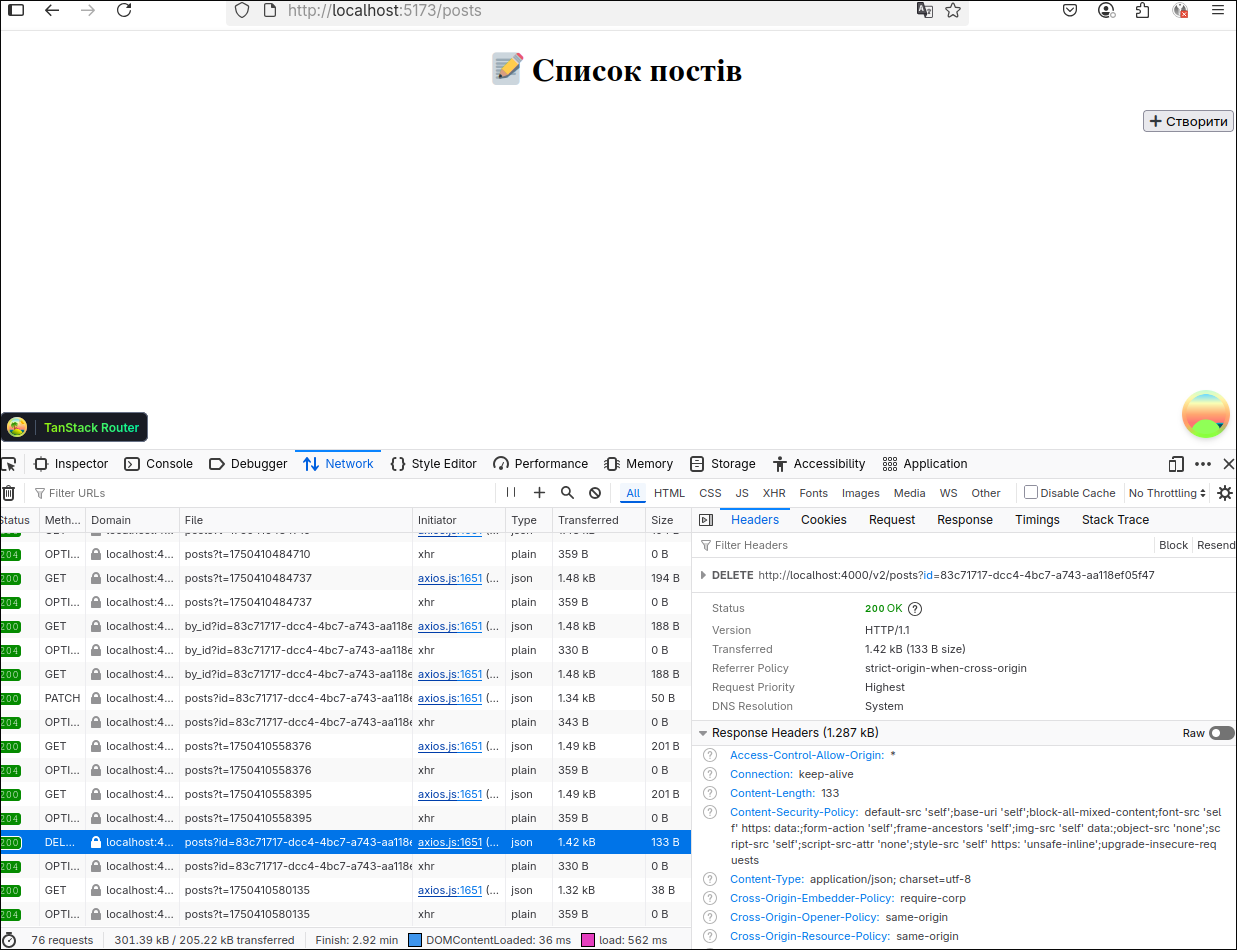 http://localhost:5173/posts
Список постів
Створити
TanStack Router
Inspector Console Debugger Network Style Editor Performance Memory Storage Accessibility Application
Filter URLs All HTML CSS JS XHR Fonts Images Media WS Other Disable Cache No Throttling
Status Meth... Domain File Initiator Type Transferred Size
204 OPTI... localhost:4... posts?t=1750410484710 xhr plain 359 B 0 B
200 GET localhost:4... posts?t=1750410484737 axios.js:1651 (... json 1.48 kB 194 B
204 OPTI... localhost:4... posts?t=1750410484737 xhr plain 359 B 0 B
200 GET localhost:4... by_id?id=83c71717-dcc4-4bc7-a743-aa118e axios.js:1651 (... json 1.48 kB 188 B
204 OPTI... localhost:4... by_id?id=83c71717-dcc4-4bc7-a743-aa118e xhr plain 330 B 0 B
200 GET localhost:4... by_id?id=83c71717-dcc4-4bc7-a743-aa118e axios.js:1651 (... json 1.48 kB 188 B
200 PATCH localhost:4... posts?id=83c71717-dcc4-4bc7-a743-aa118e axios.js:1651 (... json 1.34 kB 50 B
204 OPTI... localhost:4... posts?id=83c71717-dcc4-4bc7-a743-aa118e xhr plain 343 B 0 B
200 GET localhost:4... posts?t=1750410558376 axios.js:1651 (... json 1.49 kB 201 B
204 OPTI... localhost:4... posts?t=1750410558376 xhr plain 359 B 0 B
200 GET localhost:4... posts?t=1750410558395 axios.js:1651 (... json 1.49 kB 201 B
204 OPTI... localhost:4... posts?t=1750410558395 xhr plain 359 B 0 B
200 DEL... localhost:4... posts?id=83c71717-dcc4-4bc7-a743-aa118e axios.js:1651 (... json 1.42 kB 133 B
204 OPTI... localhost:4... posts?id=83c71717-dcc4-4bc7-a743-aa118e xhr plain 330 B 0 B
200 GET localhost:4... posts?t=1750410580135 axios.js:1651 (... json 1.32 kB 38 B
204 OPTI... localhost:4... posts?t=1750410580135 xhr plain 359 B 0 B
76 requests 301.39 kB / 205.22 kB transferred Finish: 2.92 min DOMContentLoaded: 36 ms load: 562 ms
Headers Cookies Request Response Timings Stack Trace
Filter Headers Block Resend
DELETE http://localhost:4000/v2/posts?id=83c71717-dcc4-4bc7-a743-aa118ef05f47
Status 200 OK
Version HTTP/1.1
Transferred 1.42 kB (133 B size)
Referrer Policy strict-origin-when-cross-origin
Request Priority Highest
DNS Resolution System
Response Headers (1.287 kB) Raw
Access-Control-Allow-Origin: *
Connection: keep-alive
Content-Length: 133
Content-Security-Policy: default-src 'self';base-uri 'self';block-all-mixed-content;font-src 'sel
f' https: data;form-action 'self';frame-ancestors 'self';img-src 'self' data;object-src 'none';sc
ript-src 'self';script-src-attr 'none';style-src 'self' https: 'unsafe-inline';upgrade-insecure-req
uests
Content-Type: application/json; charset=utf-8
Cross-Origin-Embedder-Policy: require-corp
Cross-Origin-Opener-Policy: same-origin
Cross-Origin-Resource-Policy: same-origin